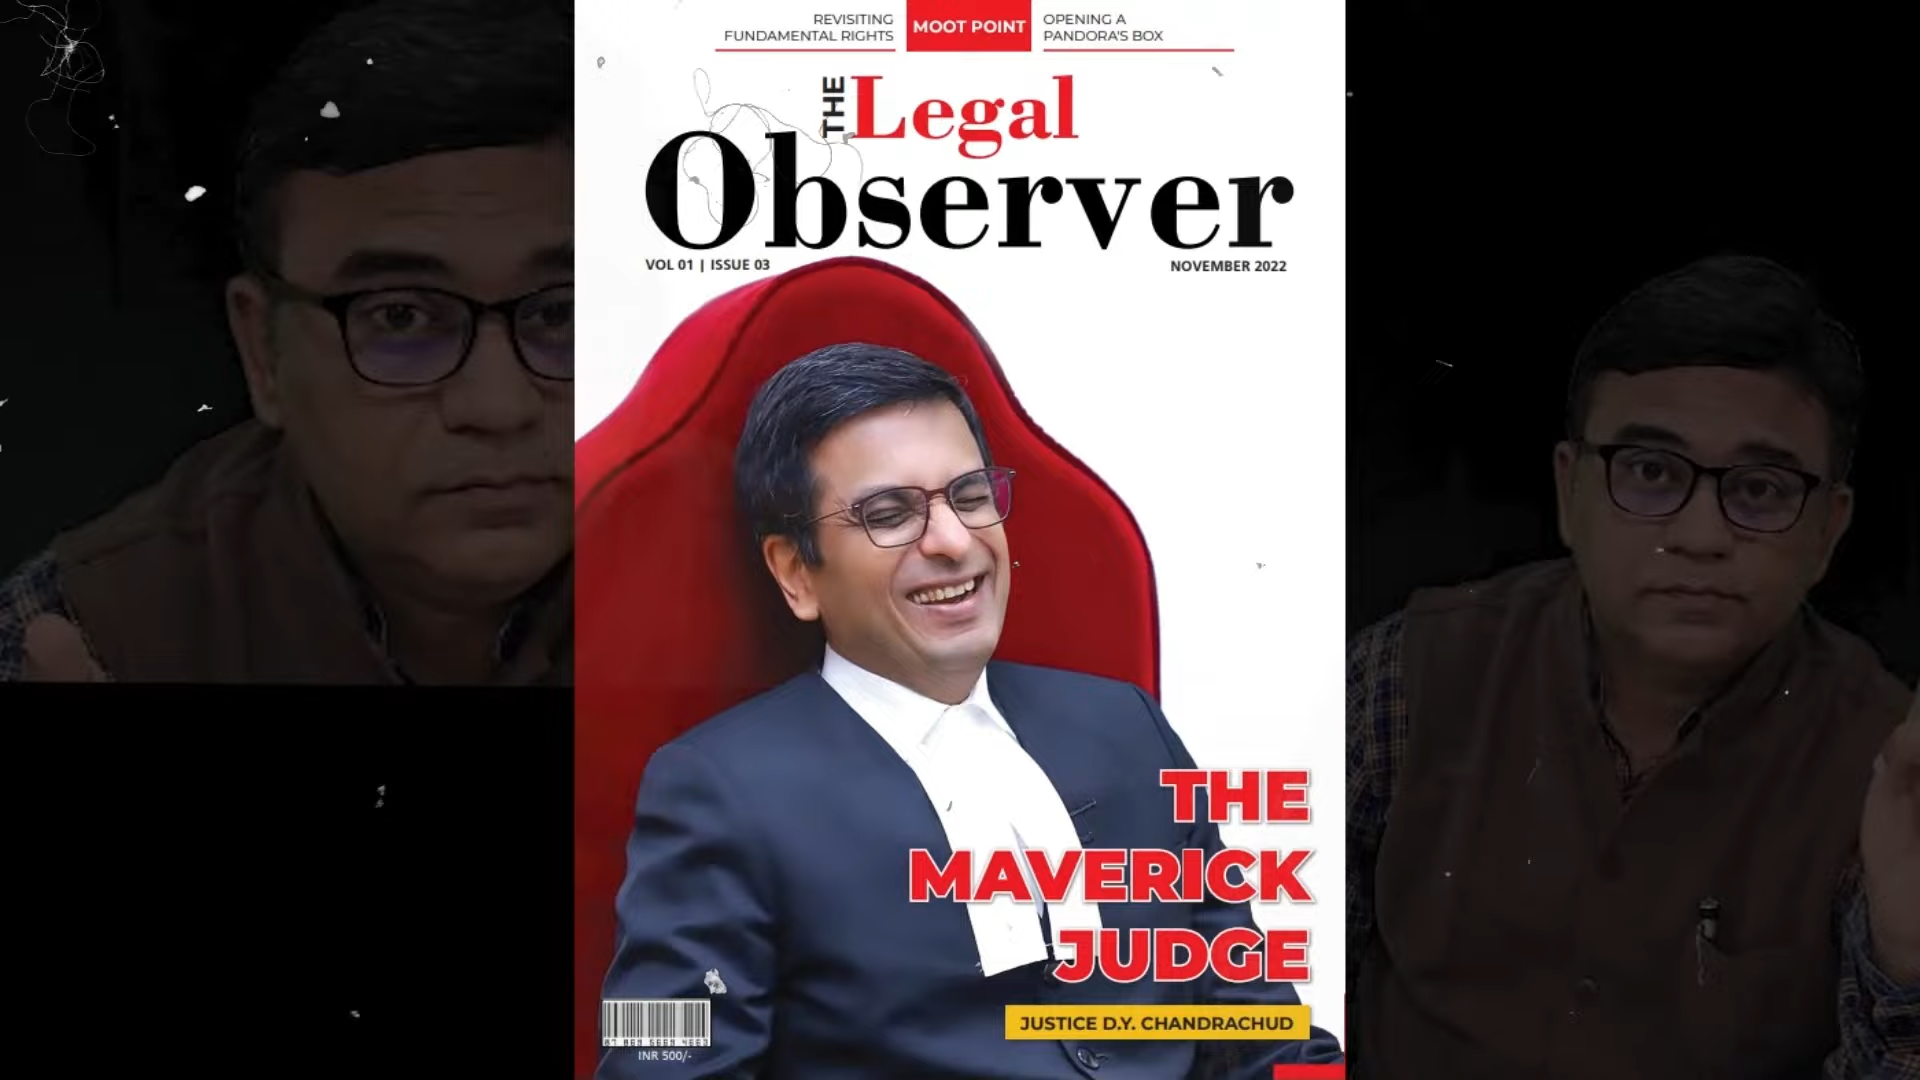 REVISITING
FUNDAMENTAL RIGHTS
MOOT POINT
OPENING A
PANDORA'S BOX
THE
Legal
Observer
VOL 01 | ISSUE 03
NOVEMBER 2022
THE
MAVERICK
JUDGE
JUSTICE D.Y. CHANDRACHUD
INR 500/-